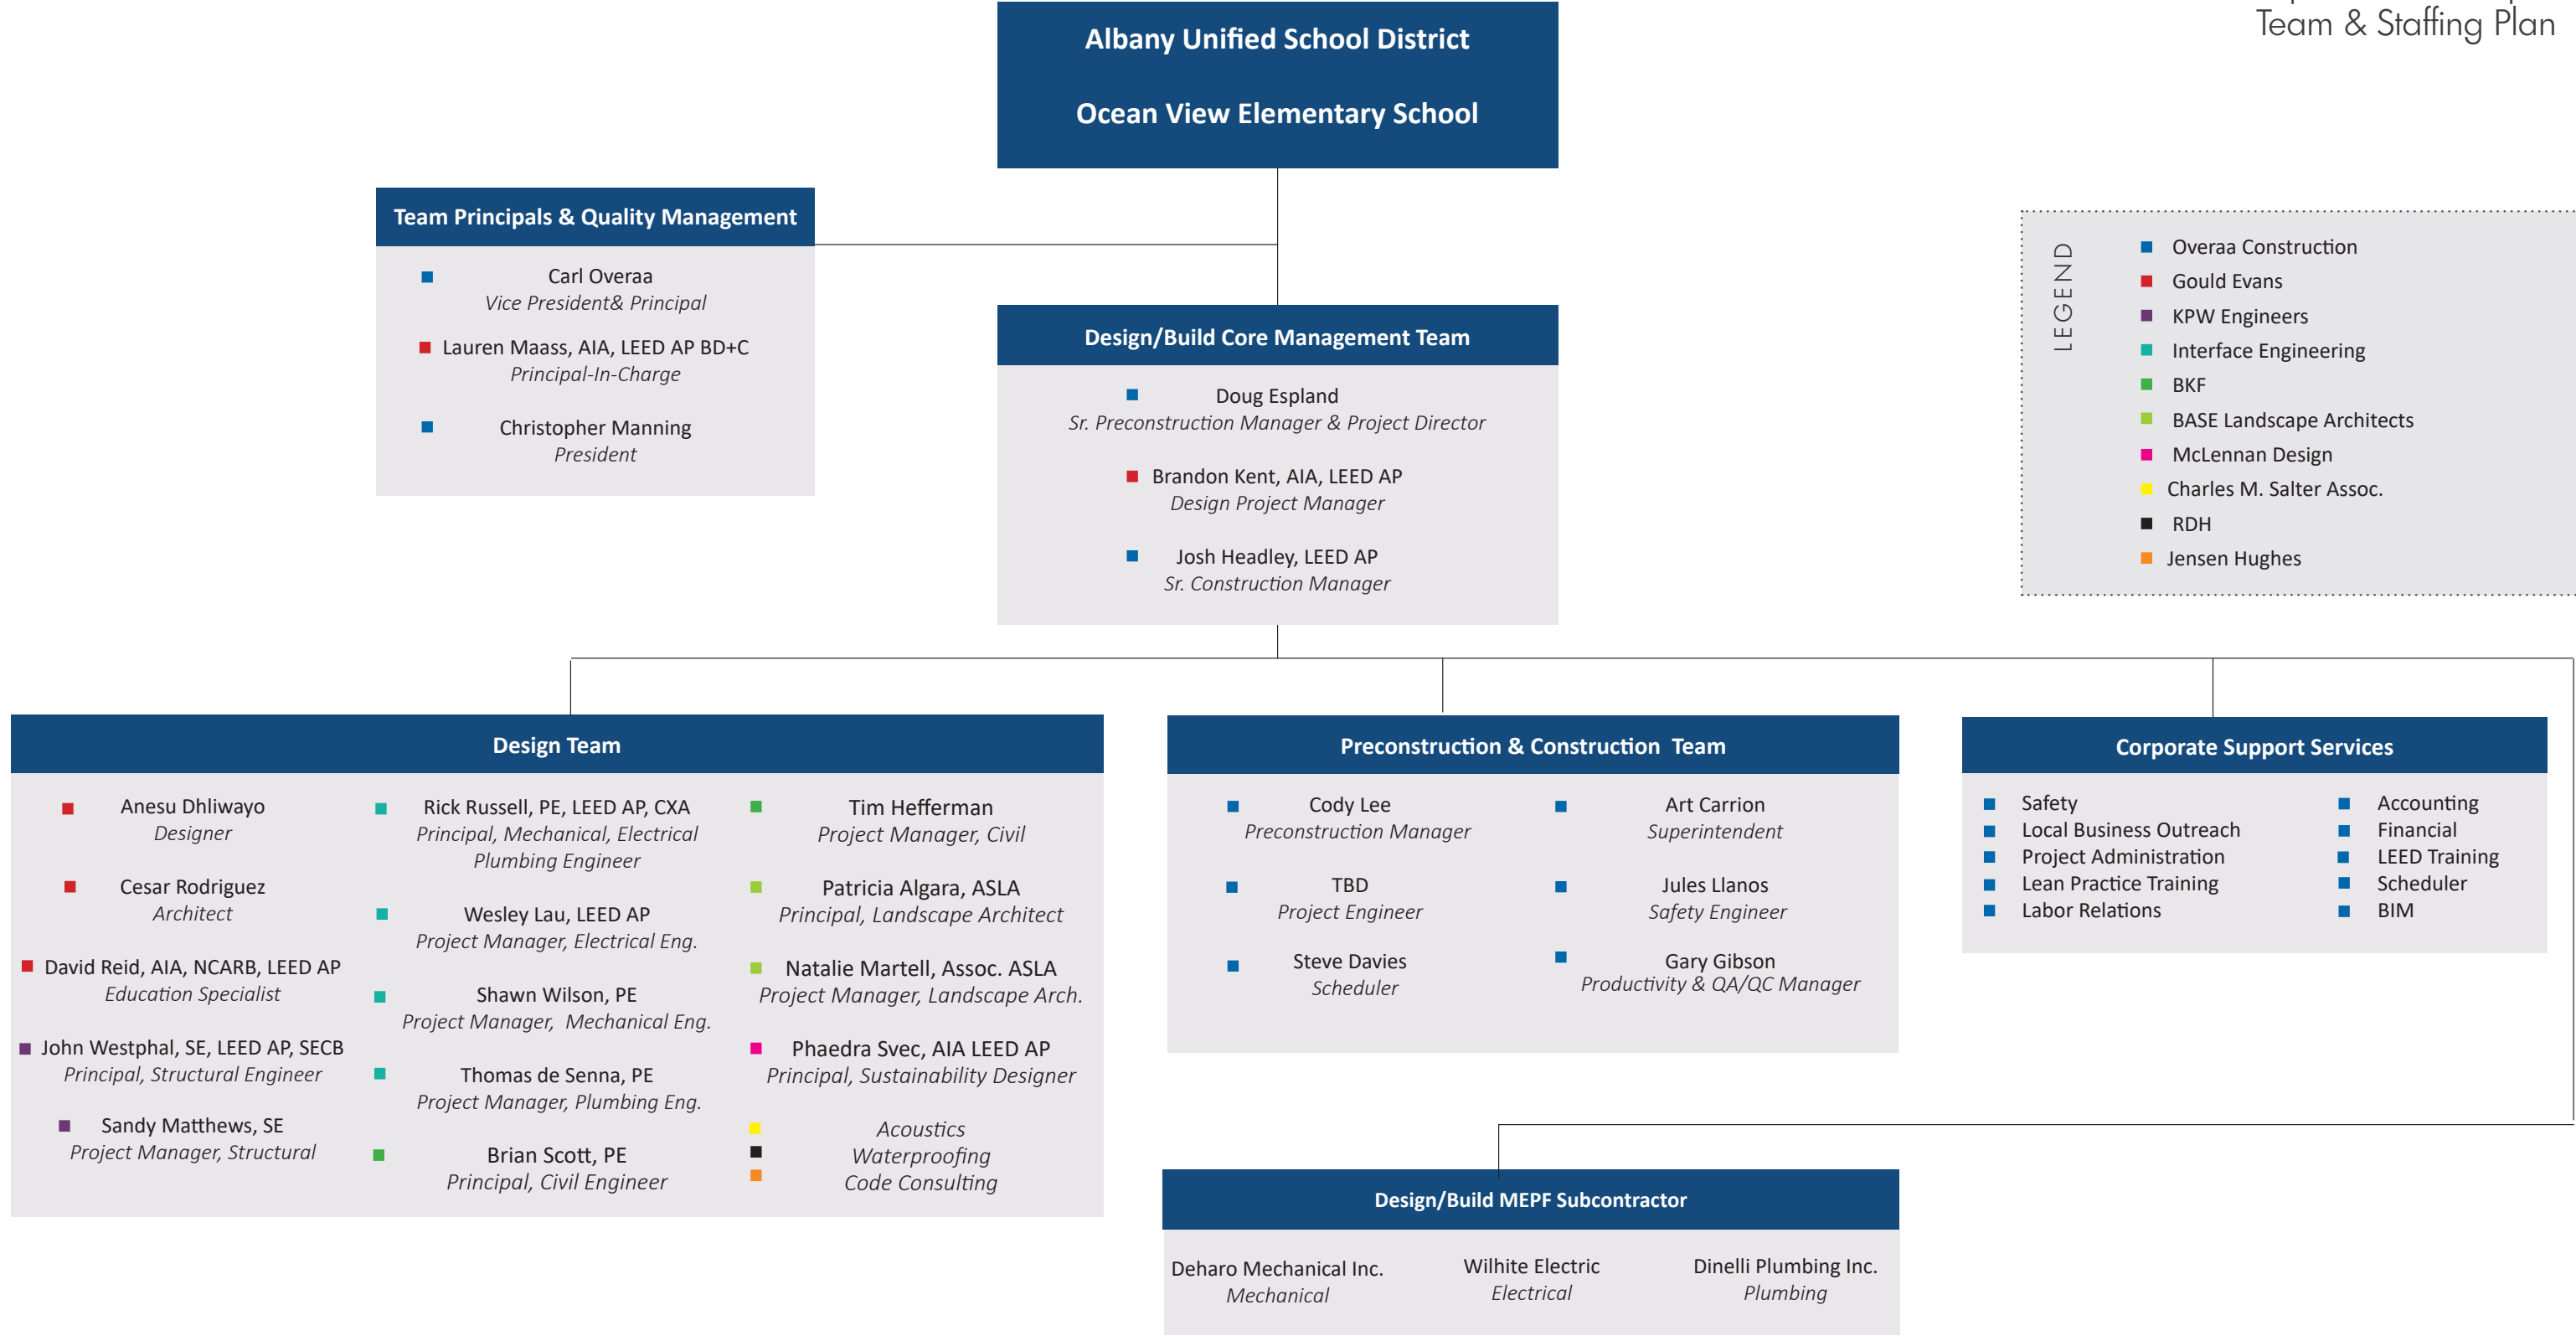 Team & Staffing Plan
Albany Unified School District
Ocean View Elementary School
Team Principals & Quality Management
Carl Overaa
Vice President& Principal
Lauren Maass, AIA, LEED AP BD+C
Principal-In-Charge
Christopher Manning
President
Design/Build Core Management Team
Doug Espland
Sr. Preconstruction Manager & Project Director
Brandon Kent, AIA, LEED AP
Design Project Manager
Josh Headley, LEED AP
Sr. Construction Manager
LEGEND
Overaa Construction
Gould Evans
KPW Engineers
Interface Engineering
BKF
BASE Landscape Architects
McLennan Design
Charles M. Salter Assoc.
RDH
Jensen Hughes
Design Team
Anesu Dhliwayo
Designer
Cesar Rodriguez
Architect
David Reid, AIA, NCARB, LEED AP
Education Specialist
John Westphal, SE, LEED AP, SECB
Principal, Structural Engineer
Sandy Matthews, SE
Project Manager, Structural
Rick Russell, PE, LEED AP, CXA
Principal, Mechanical, Electrical
Plumbing Engineer
Wesley Lau, LEED AP
Project Manager, Electrical Eng.
Shawn Wilson, PE
Project Manager, Mechanical Eng.
Thomas de Senna, PE
Project Manager, Plumbing Eng.
Brian Scott, PE
Principal, Civil Engineer
Tim Hefferman
Project Manager, Civil
Patricia Algara, ASLA
Principal, Landscape Architect
Natalie Martell, Assoc. ASLA
Project Manager, Landscape Arch.
Phaedra Svec, AIA LEED AP
Principal, Sustainability Designer
Acoustics
Waterproofing
Code Consulting
Preconstruction & Construction Team
Cody Lee
Preconstruction Manager
TBD
Project Engineer
Steve Davies
Scheduler
Art Carrion
Superintendent
Jules Llanos
Safety Engineer
Gary Gibson
Productivity & QA/QC Manager
Corporate Support Services
Safety
Local Business Outreach
Project Administration
Lean Practice Training
Labor Relations
Accounting
Financial
LEED Training
Scheduler
BIM
Design/Build MEPF Subcontractor
Deharo Mechanical Inc.
Mechanical
Wilhite Electric
Electrical
Dinelli Plumbing Inc.
Plumbing